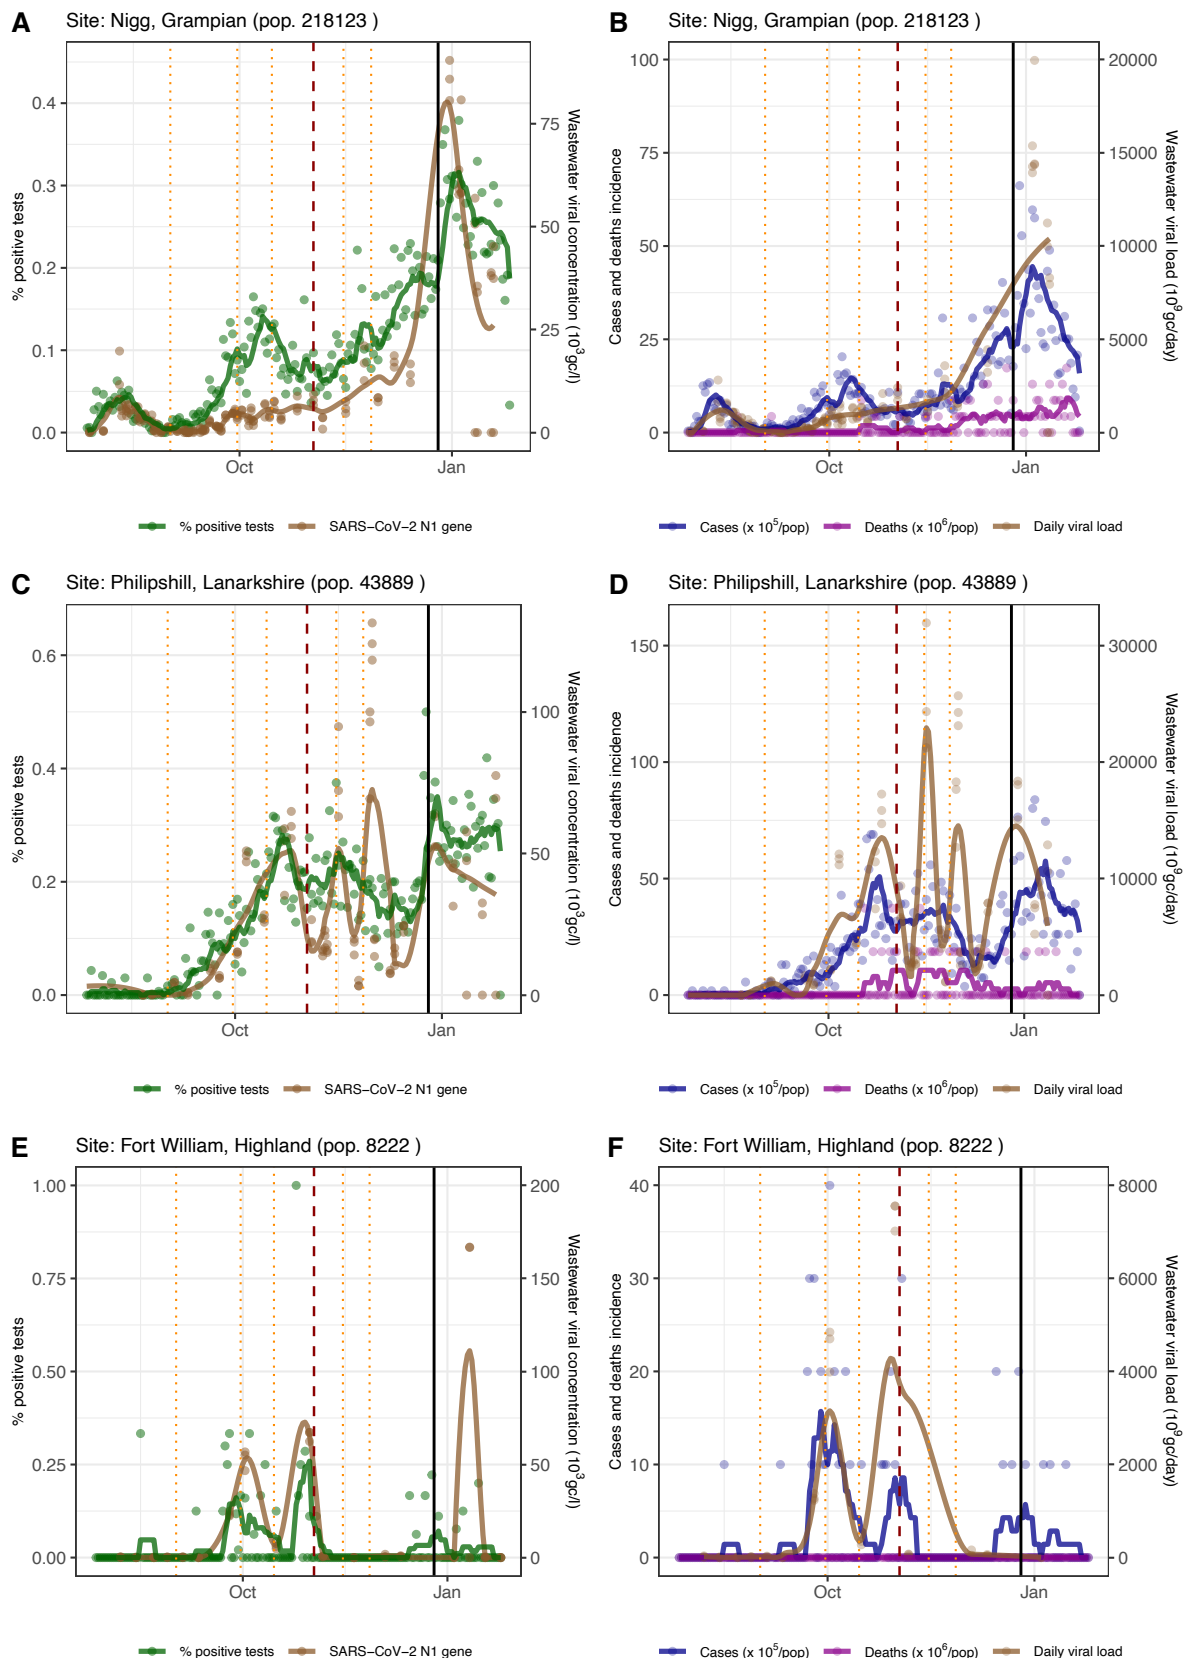 A Site: Nigg, Grampian (pop. 218123 )
% positive tests
0.4
0.3
0.2
0.1
0.0
75
50
25
0
Wastewater viral concentration (10³gc/l)
Oct Jan
% positive tests SARS−CoV−2 N1 gene
B Site: Nigg, Grampian (pop. 218123 )
Cases and deaths incidence
100
75
50
25
0
20000
15000
10000
5000
0
Wastewater viral load (10⁹gc/day)
Oct Jan
Cases (x 10⁵/pop) Deaths (x 10⁶/pop) Daily viral load
C Site: Philipshill, Lanarkshire (pop. 43889 )
% positive tests
0.6
0.4
0.2
0.0
100
50
0
Wastewater viral concentration (10³gc/l)
Oct Jan
% positive tests SARS−CoV−2 N1 gene
D Site: Philipshill, Lanarkshire (pop. 43889 )
Cases and deaths incidence
150
100
50
0
30000
20000
10000
0
Wastewater viral load (10⁹gc/day)
Oct Jan
Cases (x 10⁵/pop) Deaths (x 10⁶/pop) Daily viral load
E Site: Fort William, Highland (pop. 8222 )
% positive tests
1.00
0.75
0.50
0.25
0.00
200
150
100
50
0
Wastewater viral concentration (10³gc/l)
Oct Jan
% positive tests SARS−CoV−2 N1 gene
F Site: Fort William, Highland (pop. 8222 )
Cases and deaths incidence
40
30
20
10
0
8000
6000
4000
2000
0
Wastewater viral load (10⁹gc/day)
Oct Jan
Cases (x 10⁵/pop) Deaths (x 10⁶/pop) Daily viral load